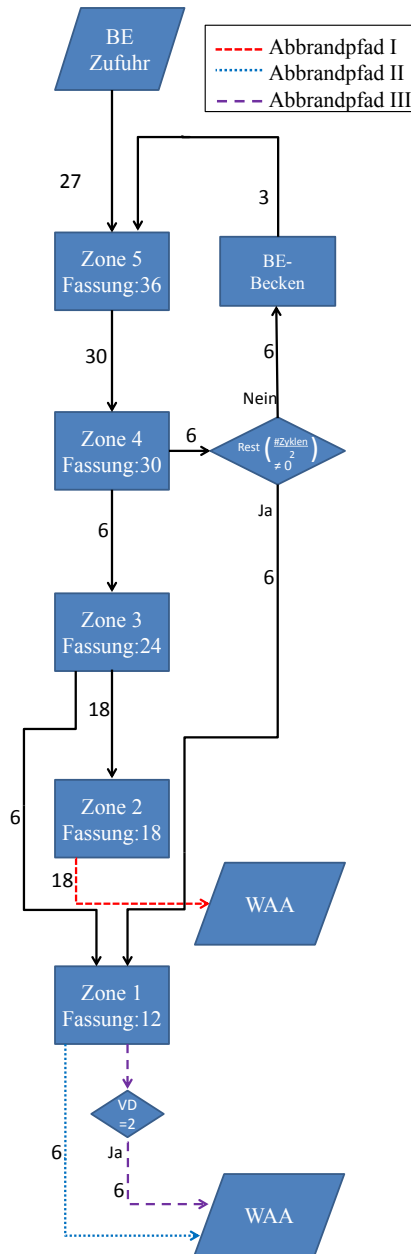 BE
Zufuhr
Abbrandpfad I
Abbrandpfad II
Abbrandpfad III
27
3
Zone 5
Fassung:36
BE-
Becken
30
6
Nein
Zone 4
Fassung:30
6
Rest (#Zyklen/2)
≠ 0
Ja
6
6
Zone 3
Fassung:24
18
6
Zone 2
Fassung:18
18
WAA
Zone 1
Fassung:12
VD
=2
6
Ja
6
WAA